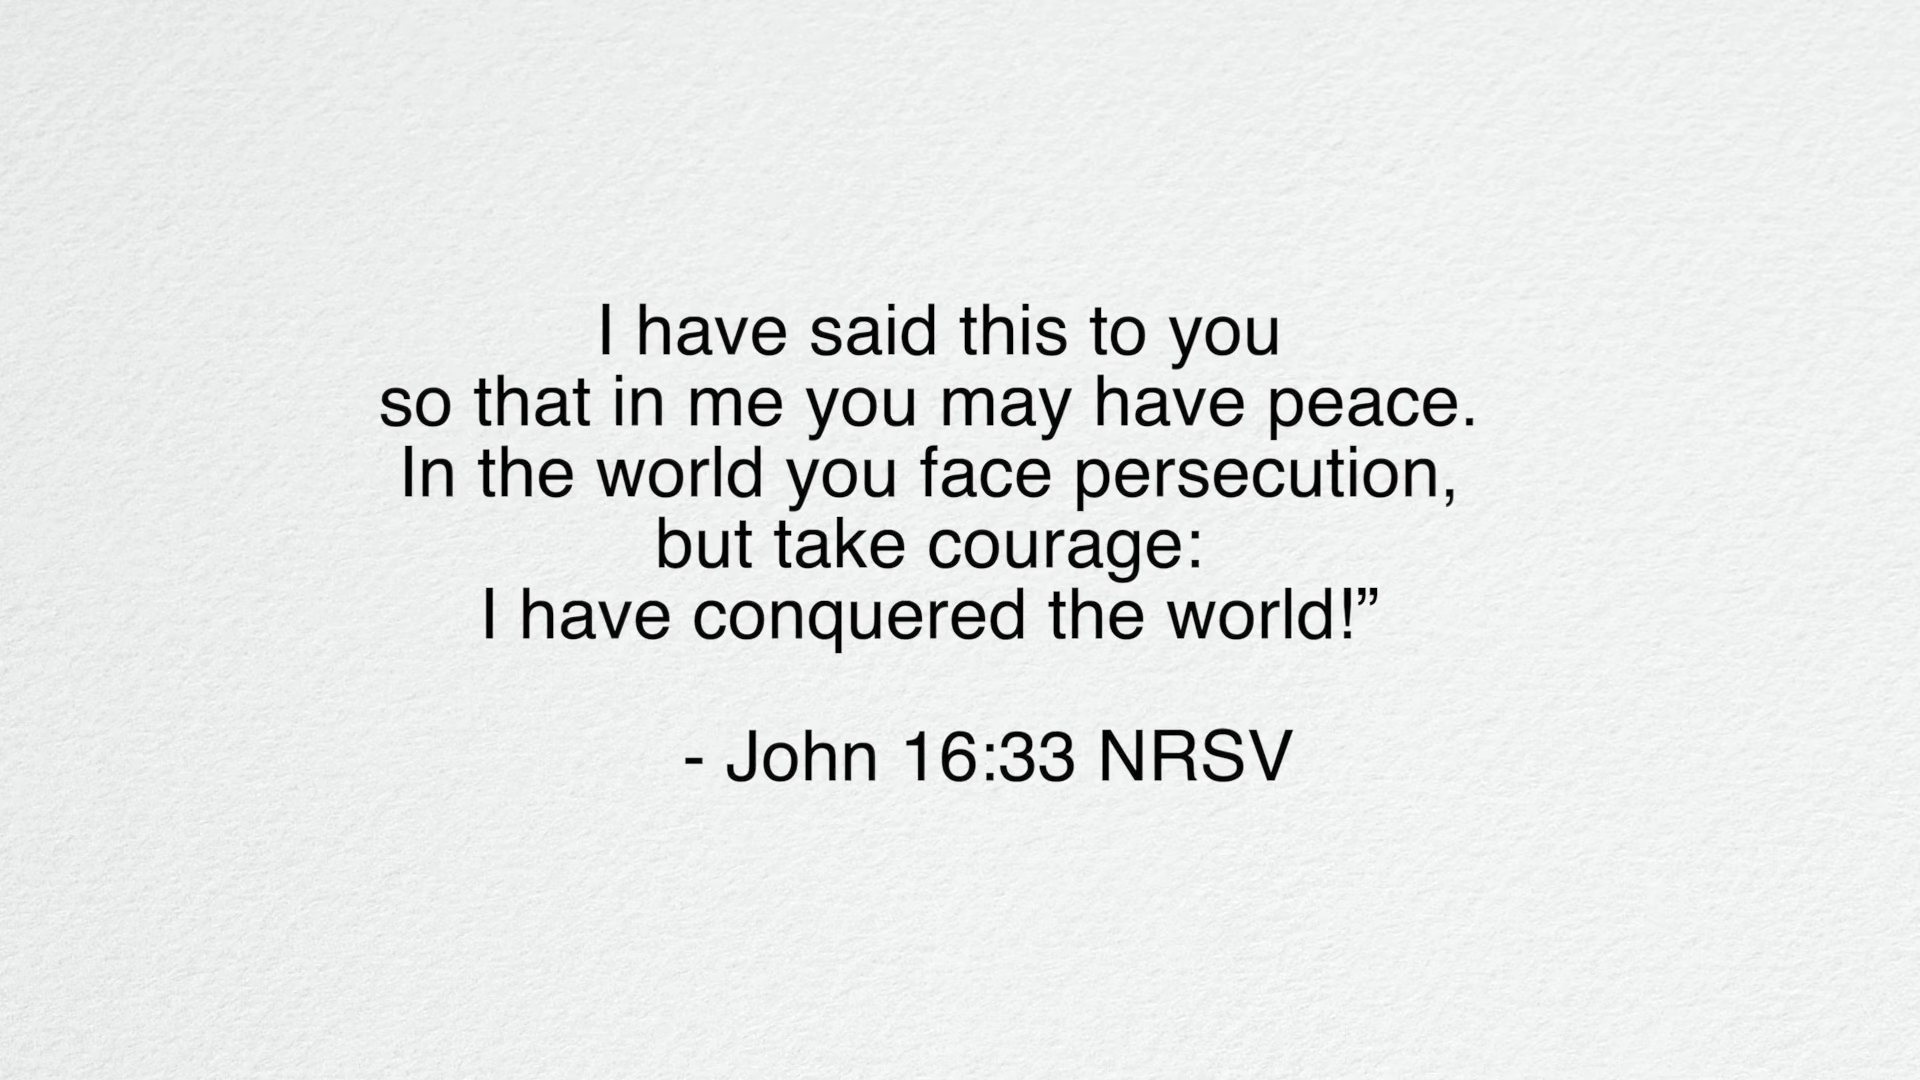 I have said this to you
so that in me you may have peace.
In the world you face persecution,
but take courage:
I have conquered the world!”
- John 16:33 NRSV